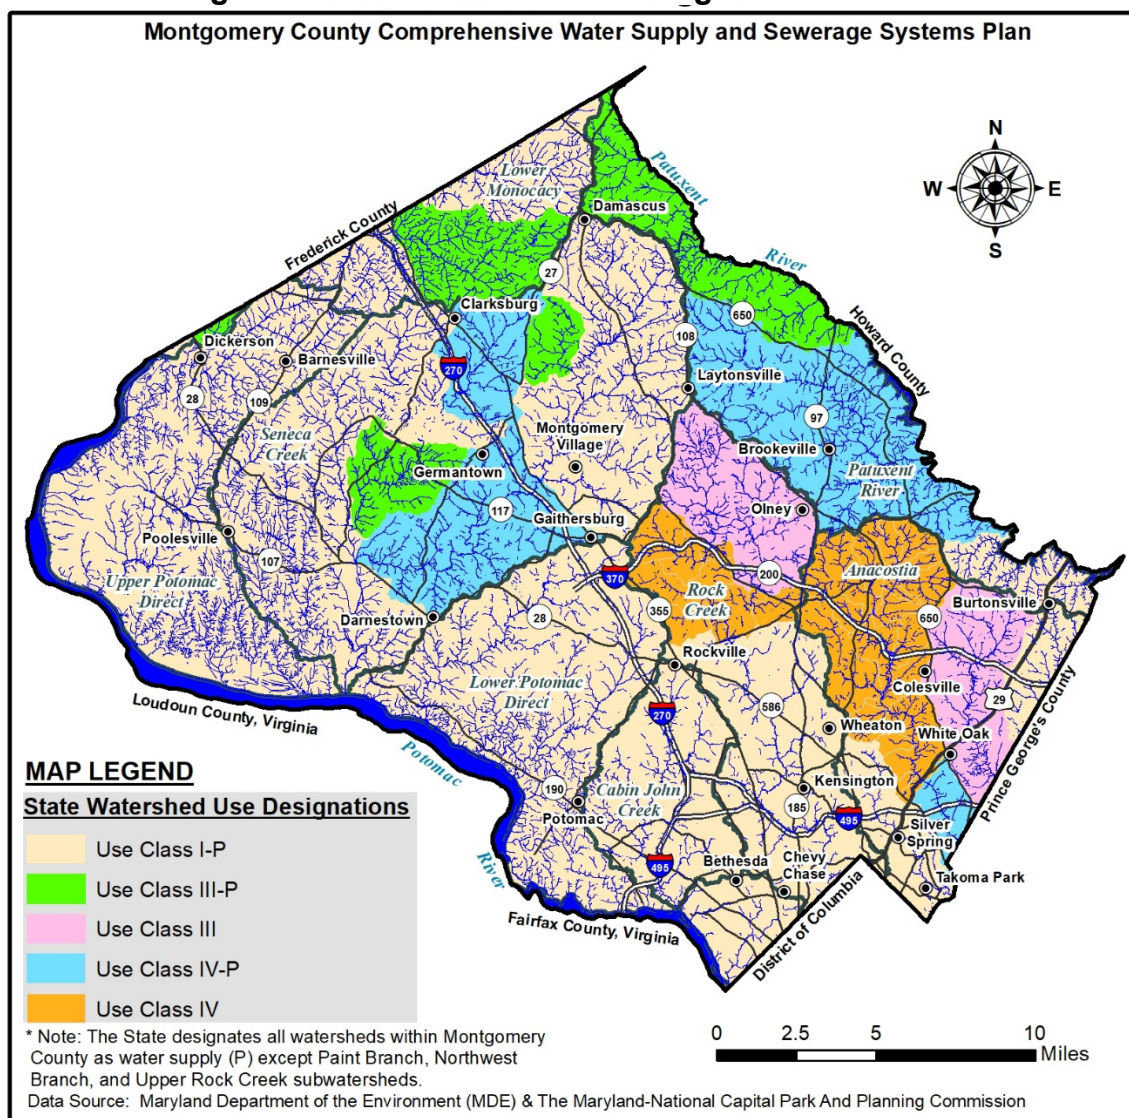 Montgomery County Comprehensive Water Supply and Sewerage Systems Plan
N
W
E
S
Patuxent
River
Lower
Monocacy
Damascus
Frederick County
27
Clarksburg
650
Howard County
Dickerson
Barnesville
270
108
28
109
Laytonsville
97
Seneca
Creek
Montgomery
Village
Brookeville
Germantown
Patuxent
River
117
Gaithersburg
Olney
Poolesville
107
370
200
Anacostia
Upper Potomac
Direct
Rock
Creek
Burtonsville
Darnestown
28
355
650
Rockville
Lower Potomac
Direct
Colesville
29
Loudoun County, Virginia
270
586
Wheaton
White Oak
Prince George's County
Potomac
River
190
Cabin John
Creek
Kensington
185
Potomac
495
Silver
Spring
495
Bethesda
Chevy
Chase
Takoma Park
Fairfax County, Virginia
District of Columbia
MAP LEGEND
State Watershed Use Designations
Use Class I-P
Use Class III-P
Use Class III
Use Class IV-P
Use Class IV
* Note: The State designates all watersheds within Montgomery
County as water supply (P) except Paint Branch, Northwest
Branch, and Upper Rock Creek subwatersheds.
0 2.5 5 10
Miles
Data Source: Maryland Department of the Environment (MDE) & The Maryland-National Capital Park And Planning Commission